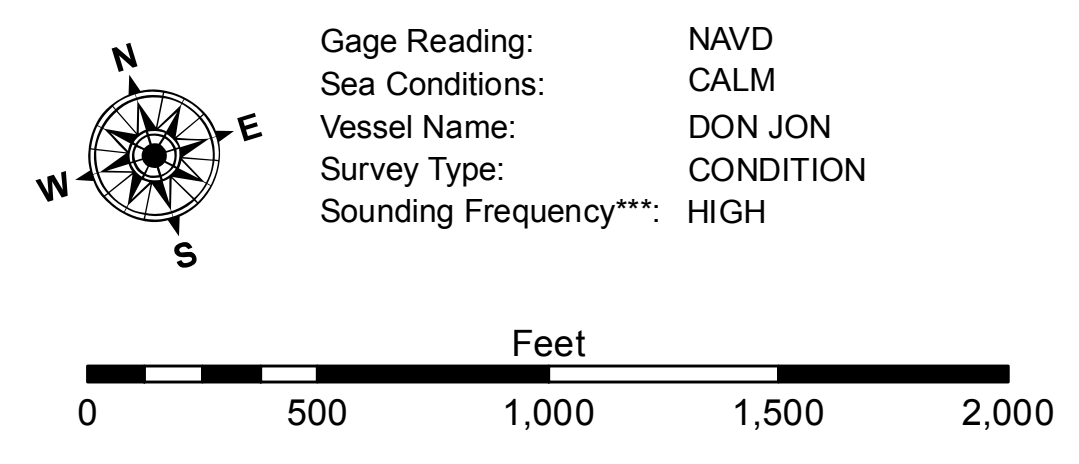 N
E
W
S
Gage Reading: NAVD
Sea Conditions: CALM
Vessel Name: DON JON
Survey Type: CONDITION
Sounding Frequency***: HIGH
Feet
0 500 1,000 1,500 2,000